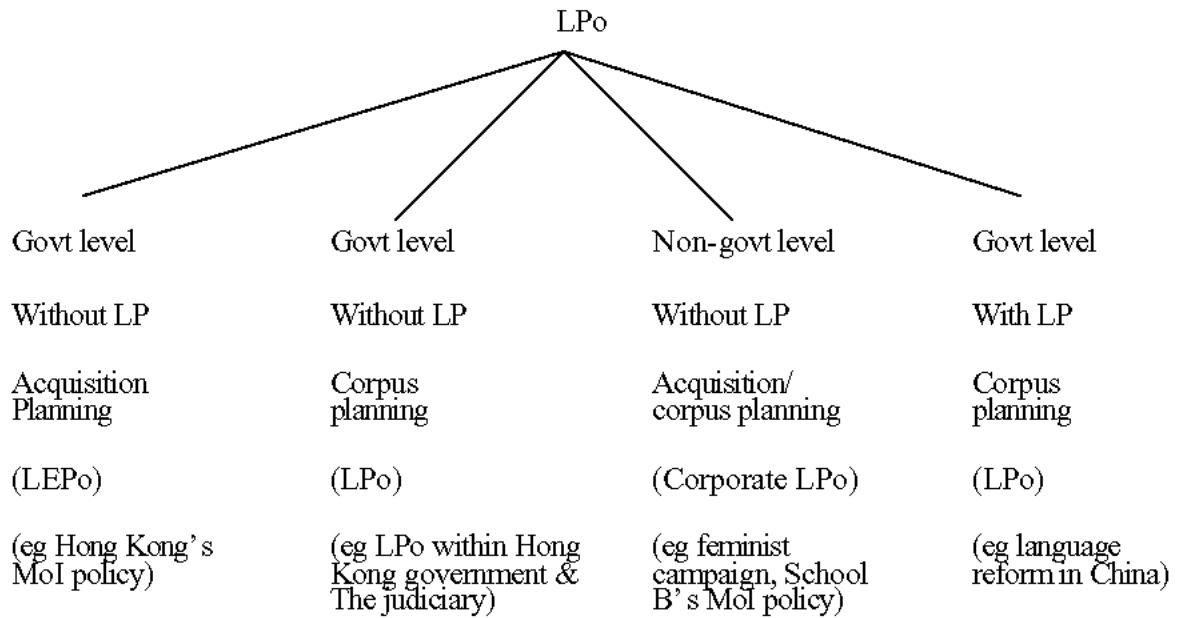 LPo
Govt level
Without LP
Acquisition
Planning
(LEPo)
(eg Hong Kong's
MoI policy)
Govt level
Without LP
Corpus
planning
(LPo)
(eg LPo within Hong
Kong government &
The judiciary)
Non-govt level
Without LP
Acquisition/
corpus planning
(Corporate LPo)
(eg feminist
campaign, School
B's MoI policy)
Govt level
With LP
Corpus
planning
(LPo)
(eg language
reform in China)